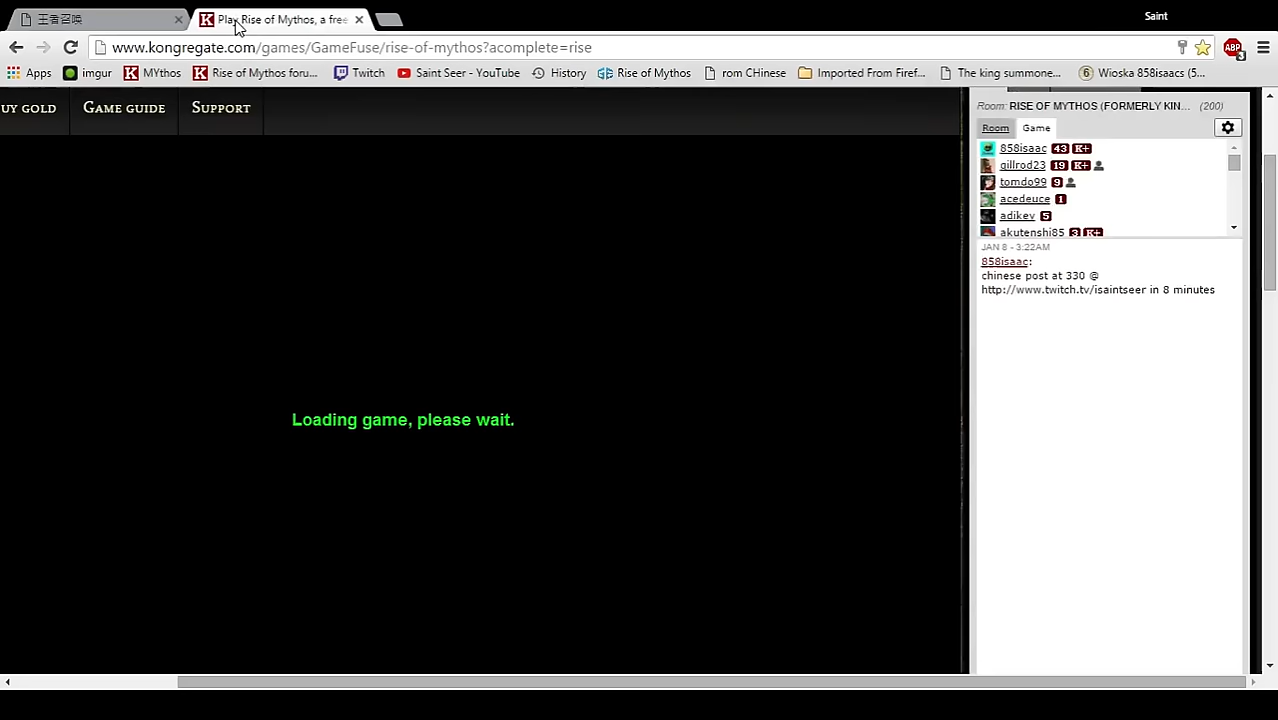 Saint
王者召唤
Play Rise of Mythos, a free
www.kongregate.com/games/GameFuse/rise-of-mythos?acomplete=rise
ABP
3
Apps
imgur
MYthos
Rise of Mythos foru...
Twitch
Saint Seer - YouTube
History
Rise of Mythos
rom CHinese
Imported From Firef...
The king summone...
Wioska 858isaacs (5...
UY GOLD
GAME GUIDE
SUPPORT
Room: RISE OF MYTHOS (FORMERLY KIN... (200)
Room
Game
858isaac 43 K+
gillrod23 19 K+
tomdo99 9
acedeuce 1
adikev 5
akutenshi85 3 K+
JAN 8 - 3:22AM
858isaac:
chinese post at 330 @
http://www.twitch.tv/isaintseer in 8 minutes
Loading game, please wait.